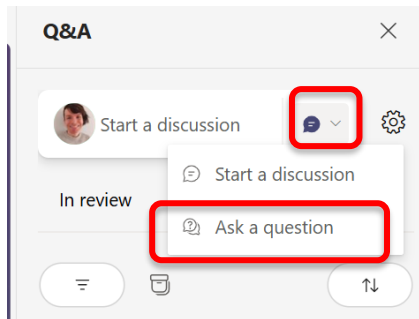 Q&A
Start a discussion
Start a discussion
In review
Ask a question